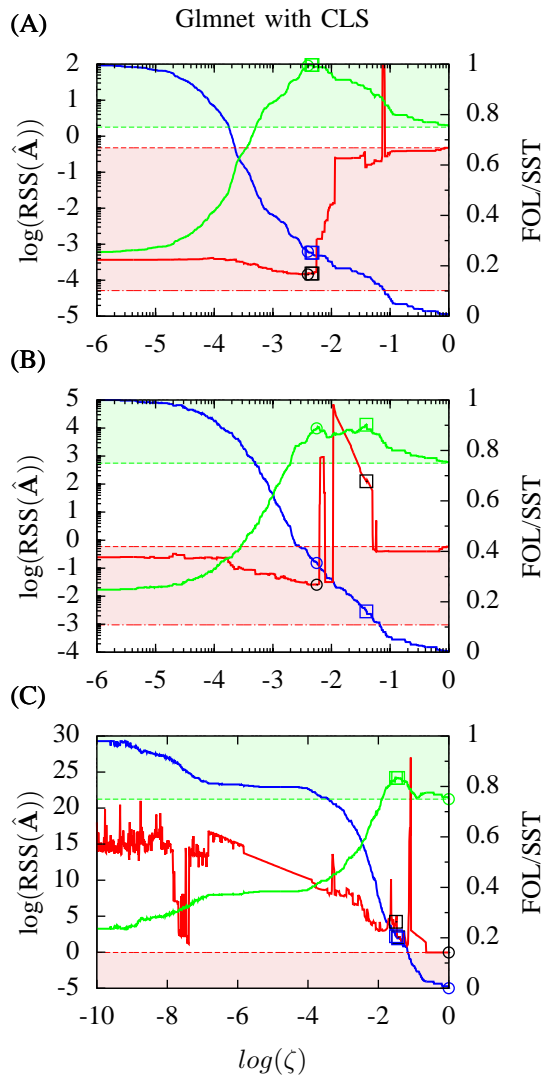 (A) Glmnet with CLS
2 1
1 0.8
0
-1 0.6
-2 0.4
-3
-4 0.2
-5 0
log(RSS(Â)) FOL/SST
-6 -5 -4 -3 -2 -1 0
(B)
5 1
4
3 0.8
2
1 0.6
0 0.4
-1
-2 0.2
-3
-4 0
log(RSS(Â)) FOL/SST
-6 -5 -4 -3 -2 -1 0
(C)
30 1
25 0.8
20
15 0.6
10 0.4
5
0 0.2
-5 0
log(RSS(Â)) FOL/SST
-10 -8 -6 -4 -2 0
log(ζ)